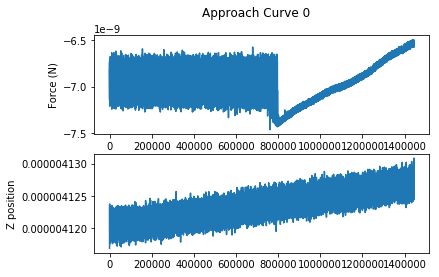 Approach Curve 0
1e−9
−6.5
−7.0
−7.5
Force (N)
0 200000 400000 600000 800000 1000000 1200000 1400000
0.000004130
0.000004125
0.000004120
Z position
0 200000 400000 600000 800000 1000000 1200000 1400000